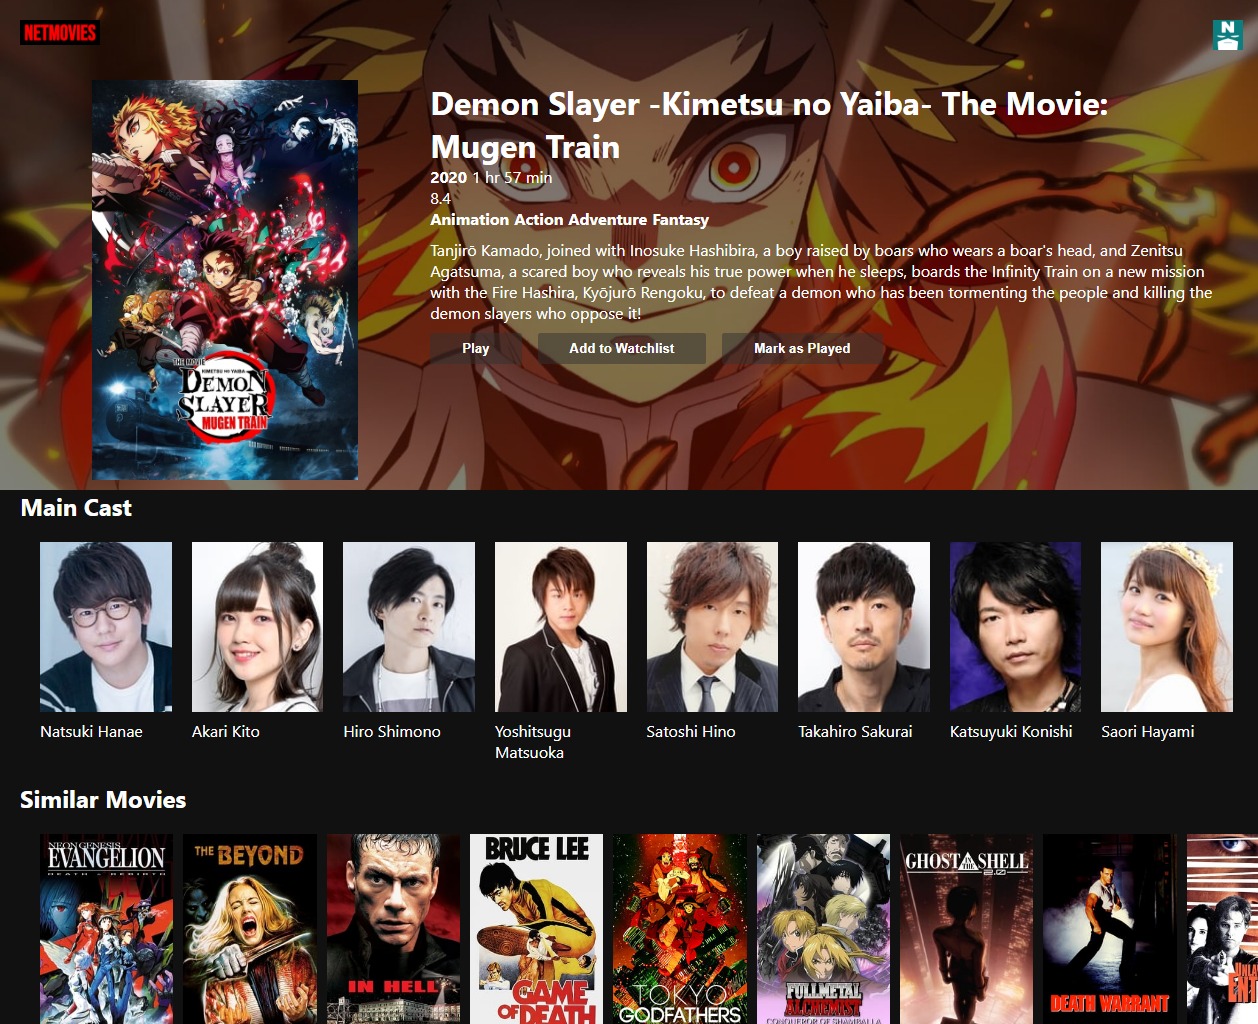 NETMOVIES
N
Demon Slayer -Kimetsu no Yaiba- The Movie:
Mugen Train
2020 1 hr 57 min
8.4
Animation Action Adventure Fantasy
Tanjirō Kamado, joined with Inosuke Hashibira, a boy raised by boars who wears a boar's head, and Zenitsu
Agatsuma, a scared boy who reveals his true power when he sleeps, boards the Infinity Train on a new mission
with the Fire Hashira, Kyōjurō Rengoku, to defeat a demon who has been tormenting the people and killing the
demon slayers who oppose it!
Play Add to Watchlist Mark as Played
THE MOVIE
KIMETSU NO YAIBA
DEMON
SLAYER
MUGEN TRAIN
Main Cast
Natsuki Hanae Akari Kito Hiro Shimono Yoshitsugu Matsuoka Satoshi Hino Takahiro Sakurai Katsuyuki Konishi Saori Hayami
Similar Movies
NEON GENESIS
EVANGELION
DEATH & REBIRTH
THE BEYOND
IN HELL
BRUCE LEE
GAME
OF DEATH
TOKYO
GODFATHERS
FULLMETAL
ALCHEMIST
CONQUEROR OF SHAMBALLA
GHOST IN THE SHELL
2.0
DEATH WARRANT